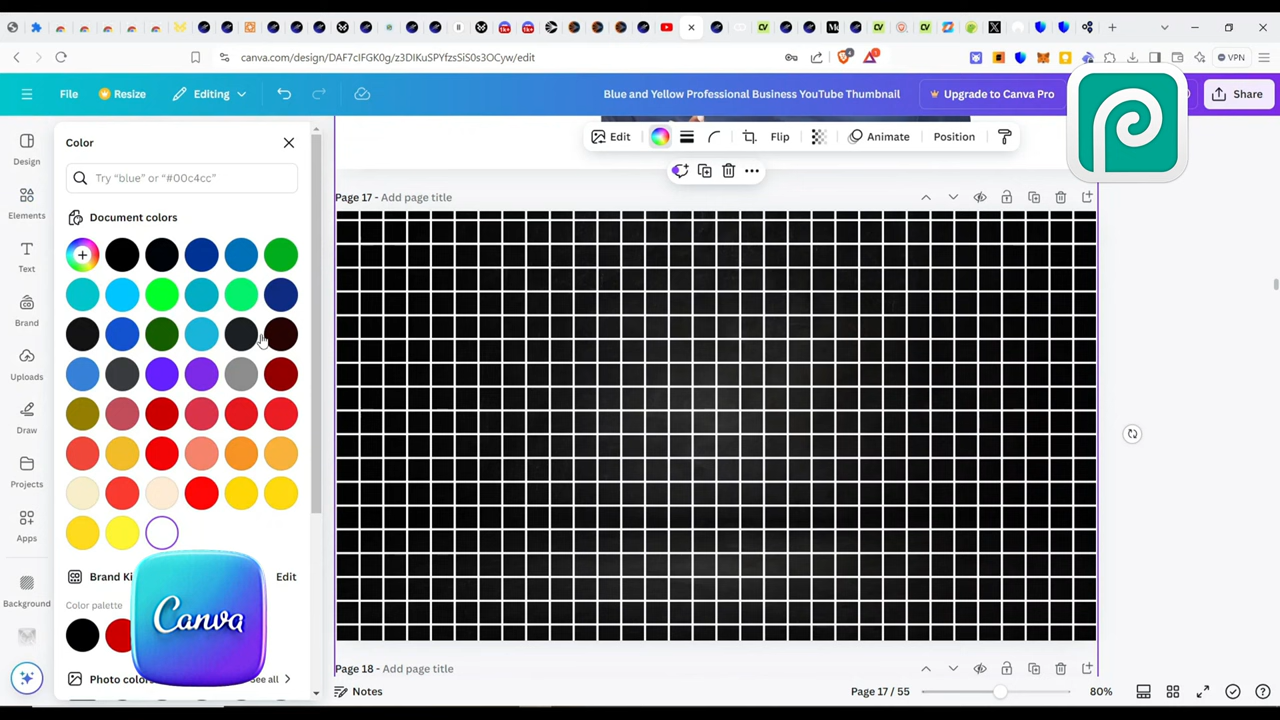 canva.com/design/DAF7cIFGK0g/z3DIKuSPYfzsSiS0s3OCyw/edit
VPN
File
Resize
Editing
Blue and Yellow Professional Business YouTube Thumbnail
Upgrade to Canva Pro
Share
Design
Elements
Text
Brand
Uploads
Draw
Projects
Apps
Background
Color
Try “blue” or “#00c4cc”
Document colors
Brand Ki
Edit
Color palette
Photo colors
See all
Canva
Edit
Flip
Animate
Position
Page 17 - Add page title
Page 18 - Add page title
Notes
Page 17 / 55
80%